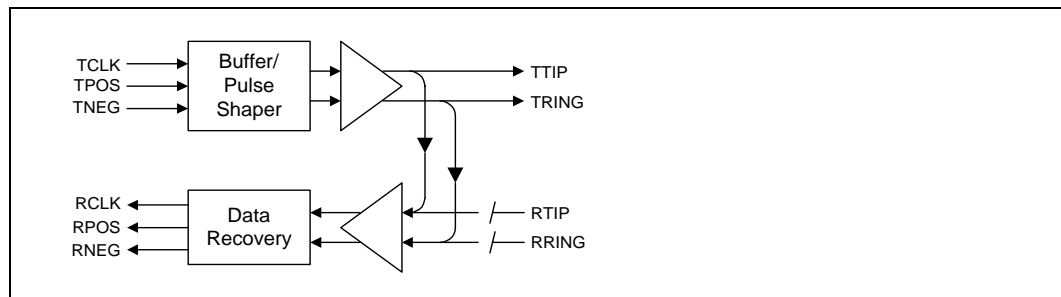 TCLK
TPOS
TNEG
Buffer/
Pulse
Shaper
TTIP
TRING
RCLK
RPOS
RNEG
Data
Recovery
RTIP
RRING